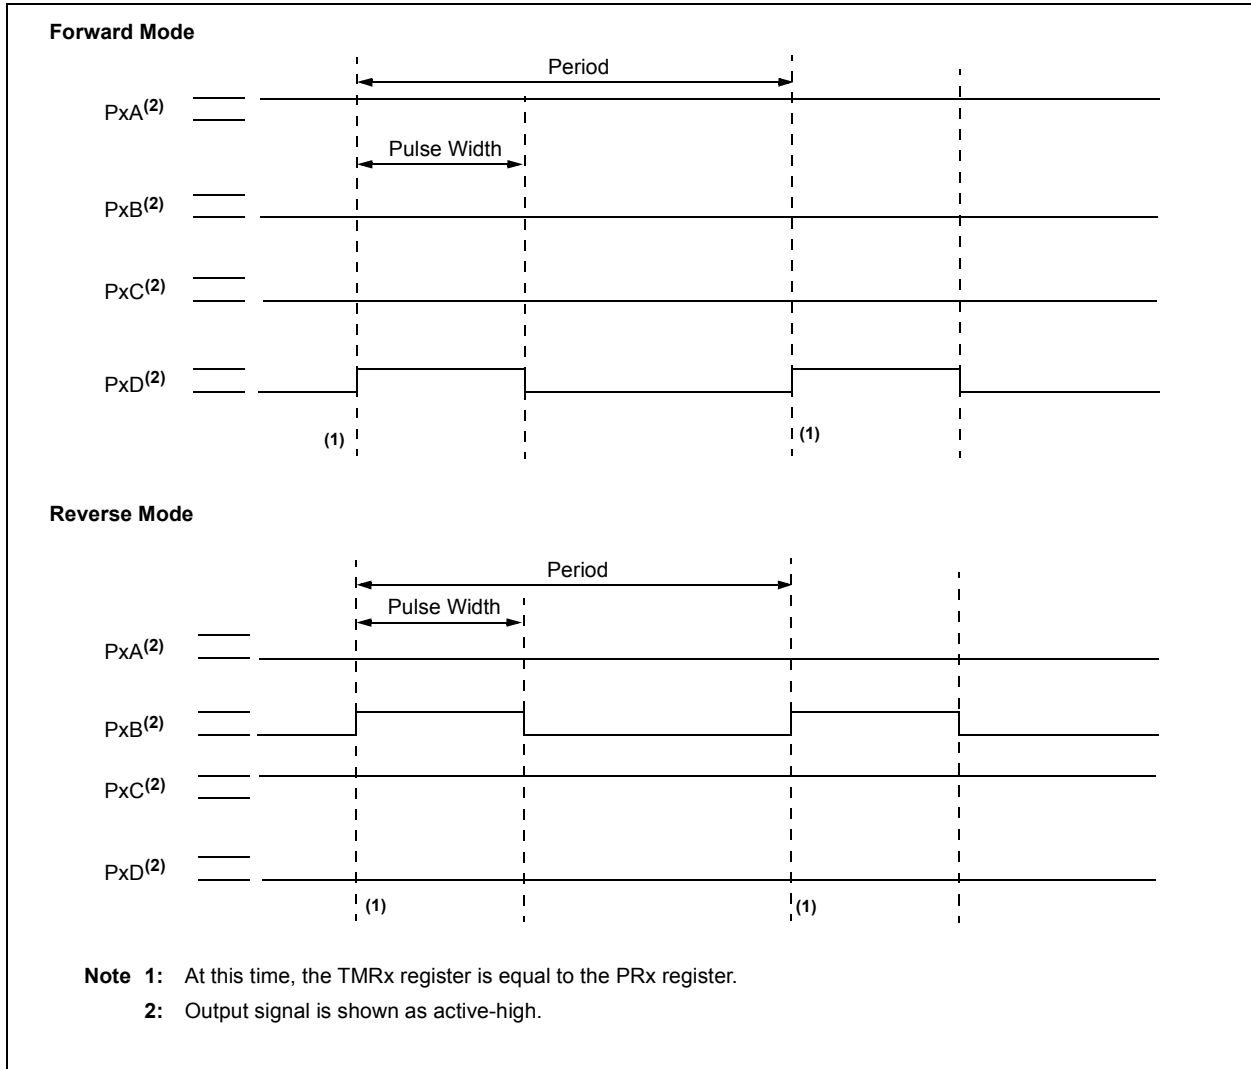 Forward Mode
Period
PxA(2)
Pulse Width
PxB(2)
PxC(2)
PxD(2)
(1)
(1)
Reverse Mode
Period
Pulse Width
PxA(2)
PxB(2)
PxC(2)
PxD(2)
(1)
(1)
Note 1: At this time, the TMRx register is equal to the PRx register.
2: Output signal is shown as active-high.